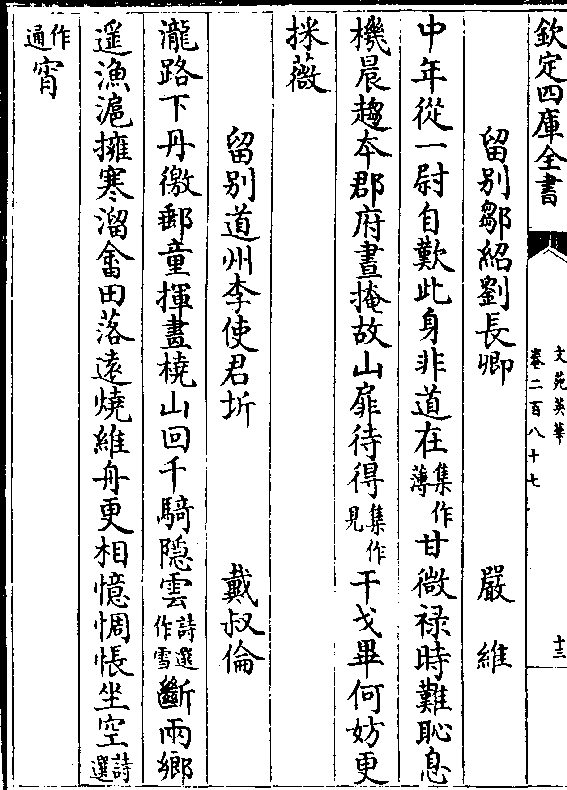 欽定四庫全書
文苑英華
卷二百八十七
十三
留别鄒紹劉長卿 嚴維
中年從一尉自歎此身非道在集作薄甘微禄時難恥息
機晨趨本郡府晝掩故山扉待得集作見干戈畢何妨更
採薇
留别道州李使君圻 戴叔倫
瀧路下丹徼郵童揮畫橈山回千騎隠雲詩選作雪斷兩鄉
遥漁滬擁寒溜畬田落遠燒維舟更相憶惆悵坐空詩選
作通宵